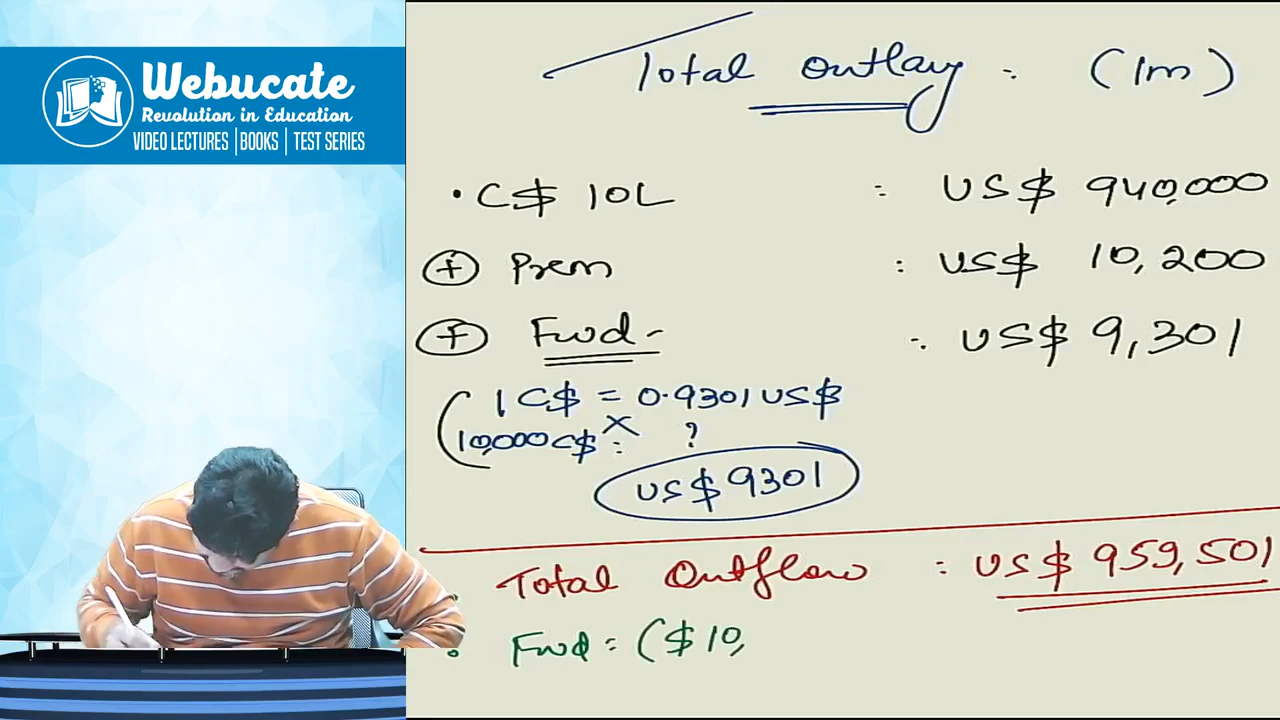 Webucate
Revolution in Education
VIDEO LECTURES | BOOKS | TEST SERIES
Total Outlay : (1m)
• C$ 10L : US$ 940,000
(+) Prem : US$ 10,200
(+) Fwd - : US$ 9,301
( 1 C$ = 0.9301 US$
10,000 C$ = ?
US$ 9301
Total Outflow : US$ 959,501
• Fwd : ($ 10,